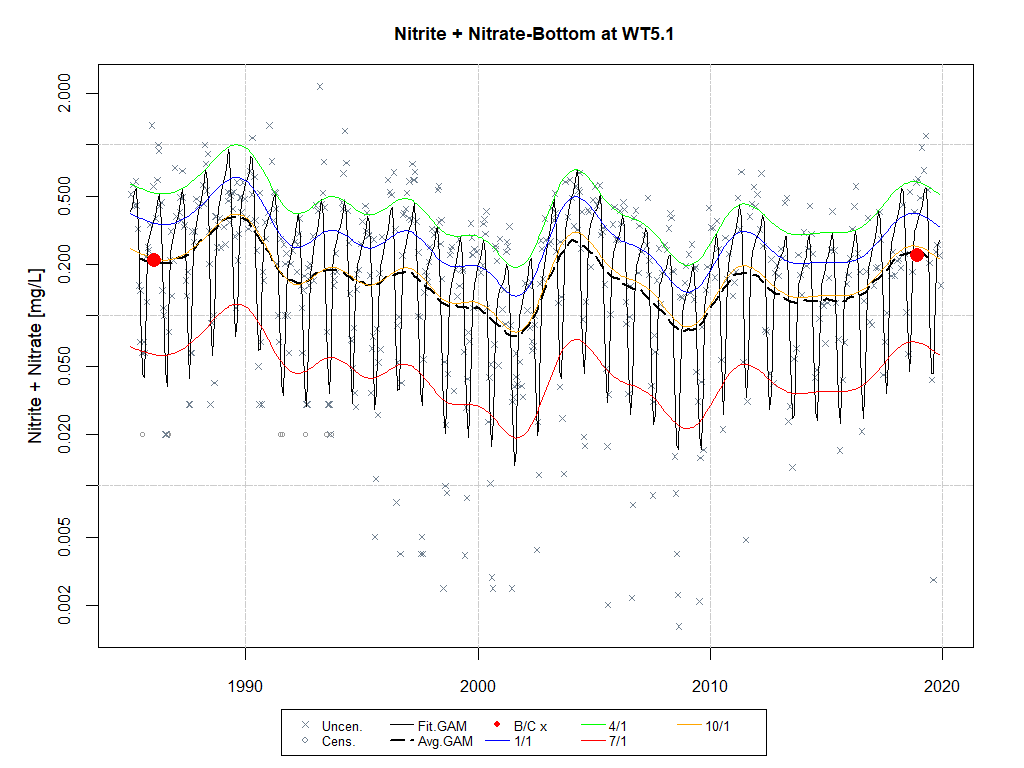 Nitrite + Nitrate-Bottom at WT5.1
Nitrite + Nitrate [mg/L]
2.000
0.500
0.200
0.050
0.020
0.005
0.002
1990 2000 2010 2020
Uncen. Fit.GAM B/C x 4/1 10/1
Cens. Avg.GAM 1/1 7/1